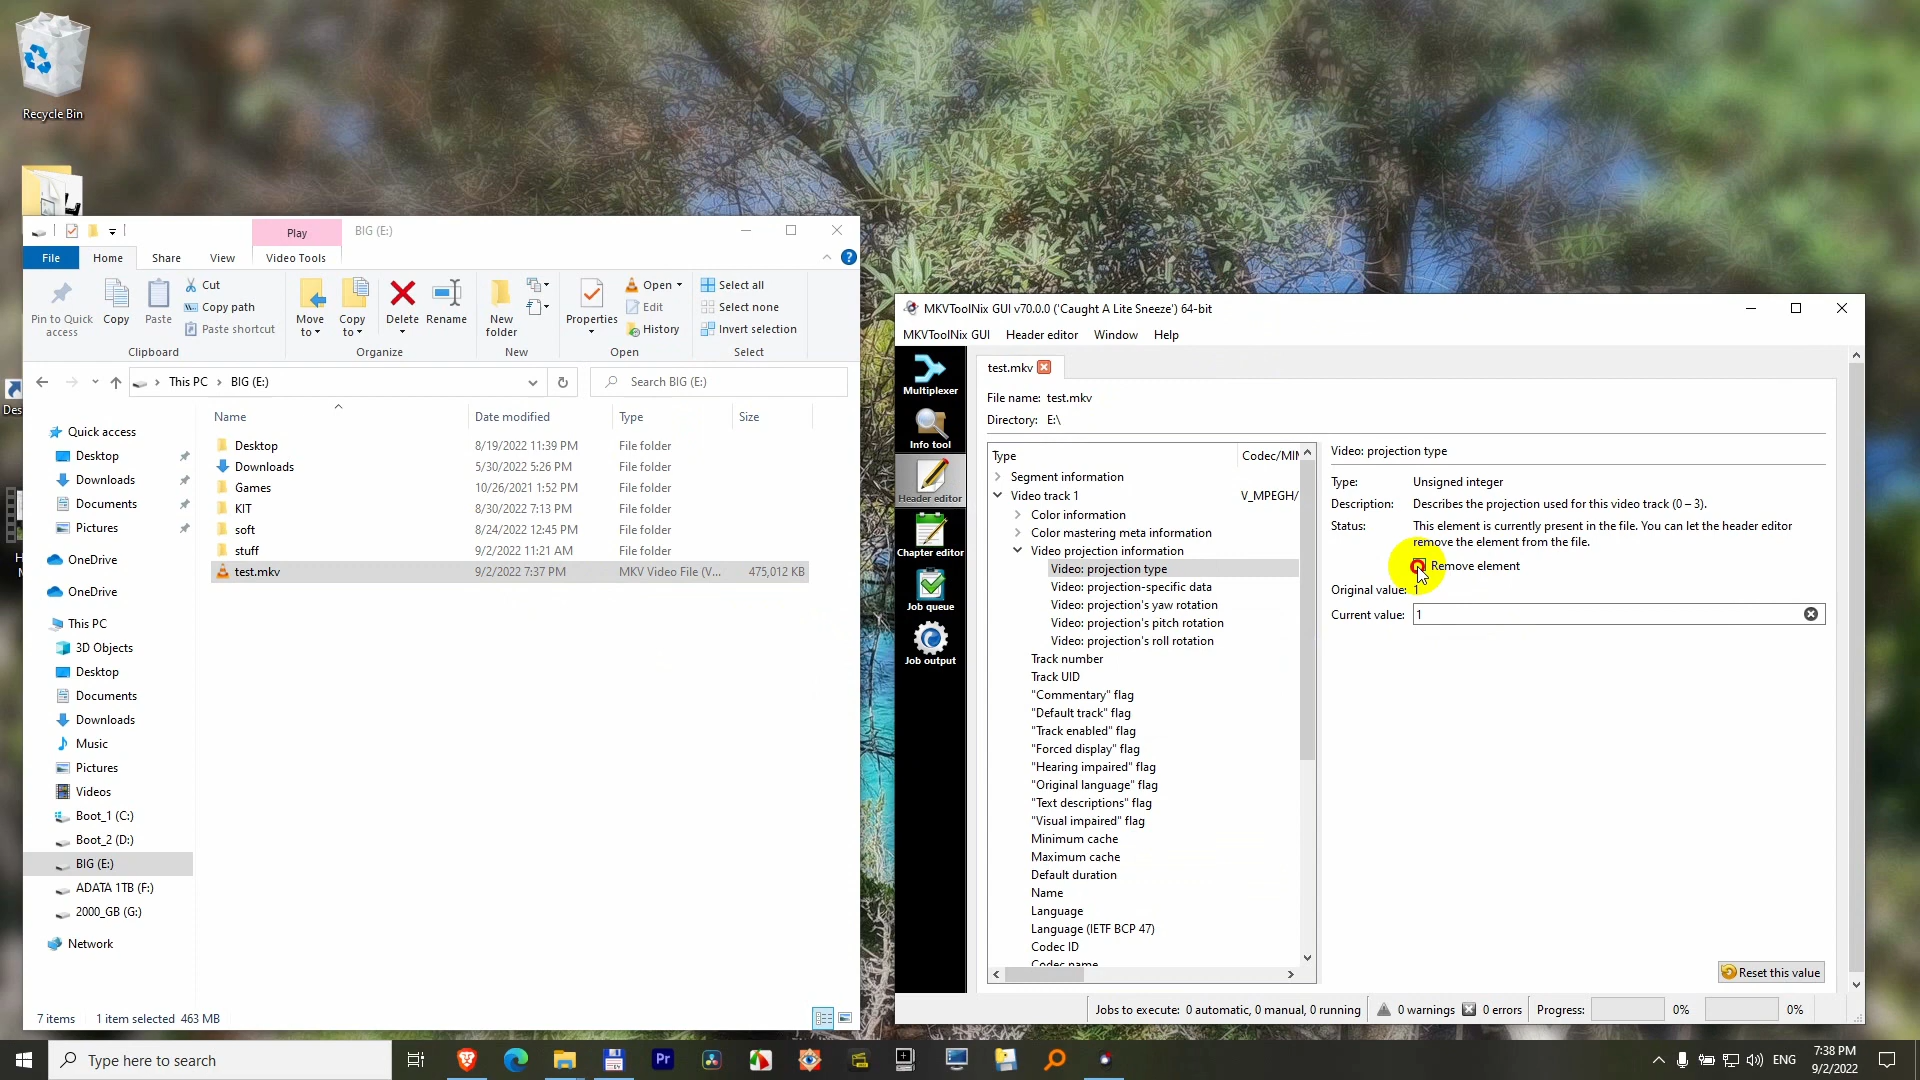 Recycle Bin
Play
BIG (E:)
File
Home
Share
View
Video Tools
Pin to Quick
access
Copy
Paste
Cut
Copy path
Paste shortcut
Move
to
Copy
to
Delete
Rename
New
folder
Properties
Open
Edit
History
Select all
Select none
Invert selection
Clipboard
Organize
New
Open
Select
This PC
BIG (E:)
Search BIG (E:)
Name
Date modified
Type
Size
Desktop 8/19/2022 11:39 PM File folder
Downloads 5/30/2022 5:26 PM File folder
Games 10/26/2021 1:52 PM File folder
KIT 8/30/2022 7:13 PM File folder
soft 8/24/2022 12:45 PM File folder
stuff 9/2/2022 11:21 AM File folder
test.mkv 9/2/2022 7:37 PM MKV Video File (V... 475,012 KB
Quick access
Desktop
Downloads
Documents
Pictures
OneDrive
OneDrive
This PC
3D Objects
Desktop
Documents
Downloads
Music
Pictures
Videos
Boot_1 (C:)
Boot_2 (D:)
BIG (E:)
ADATA 1TB (F:)
2000_GB (G:)
Network
7 items 1 item selected 463 MB
MKVToolNix GUI v70.0.0 ('Caught A Lite Sneeze') 64-bit
MKVToolNix GUI
Header editor
Window
Help
Multiplexer
Info tool
Header editor
Chapter editor
Job queue
Job output
test.mkv
File name: test.mkv
Directory: E:\
Type
Codec/MIM
Segment information
Video track 1 V_MPEGH/
Color information
Color mastering meta information
Video projection information
Video: projection type
Video: projection-specific data
Video: projection's yaw rotation
Video: projection's pitch rotation
Video: projection's roll rotation
Track number
Track UID
"Commentary" flag
"Default track" flag
"Track enabled" flag
"Forced display" flag
"Hearing impaired" flag
"Original language" flag
"Text descriptions" flag
"Visual impaired" flag
Minimum cache
Maximum cache
Default duration
Name
Language
Language (IETF BCP 47)
Codec ID
Codec name
Video: projection type
Type: Unsigned integer
Description: Describes the projection used for this video track (0 – 3).
Status: This element is currently present in the file. You can let the header editor
remove the element from the file.
Remove element
Original value: 1
Current value: 1
Reset this value
Jobs to execute: 0 automatic, 0 manual, 0 running
0 warnings
0 errors
Progress:
0%
0%
Type here to search
Pr
ENG
7:38 PM
9/2/2022